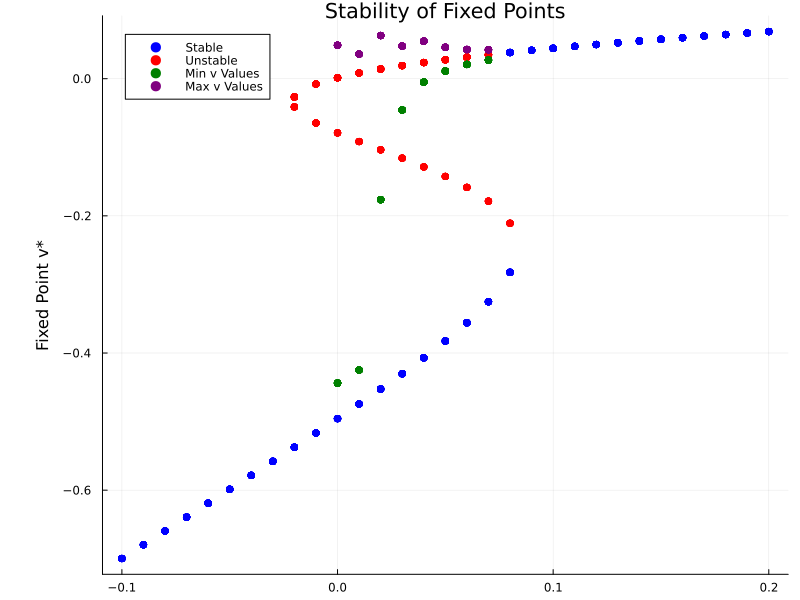 Stability of Fixed Points
Stable
Unstable
Min v Values
Max v Values
Fixed Point v*
0.0
−0.2
−0.4
−0.6
−0.1
0.0
0.1
0.2